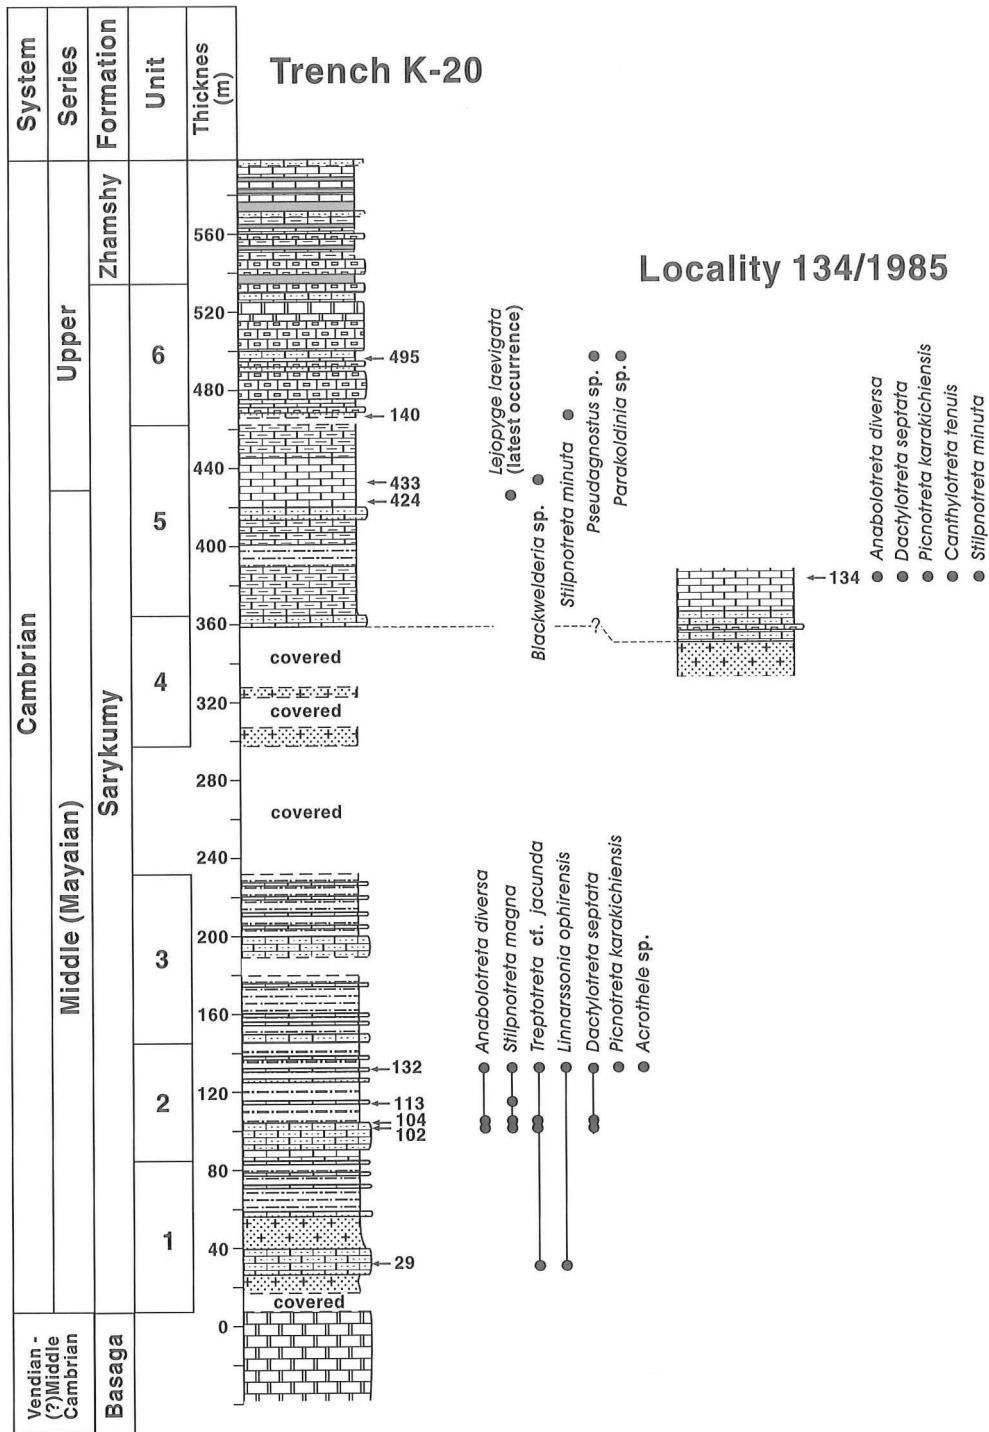 System
Series
Formation
Unit
Thicknes
(m)
Trench K-20
Locality 134/1985
Cambrian
Vendian -
(?)Middle
Cambrian
Upper
Middle (Mayaian)
Zhamshy
Sarykumy
Basaga
6
5
4
3
2
1
560
520
480
440
400
360
320
280
240
200
160
120
80
40
0
covered
covered
covered
covered
495
140
433
424
132
113
104
102
29
Lejopyge laevigata
(latest occurrence)
Blackwelderia sp.
Stilpnotreta minuta
Pseudagnostus sp.
Parakoldinia sp.
?
134
Anabolotreta diversa
Dactylotreta septata
Picnotreta karakichiensis
Canthylotreta tenuis
Stilpnotreta minuta
Anabolotreta diversa
Stilpnotreta magna
Treptotreta cf. jacunda
Linnarssonia ophirensis
Dactylotreta septata
Picnotreta karakichiensis
Acrothele sp.